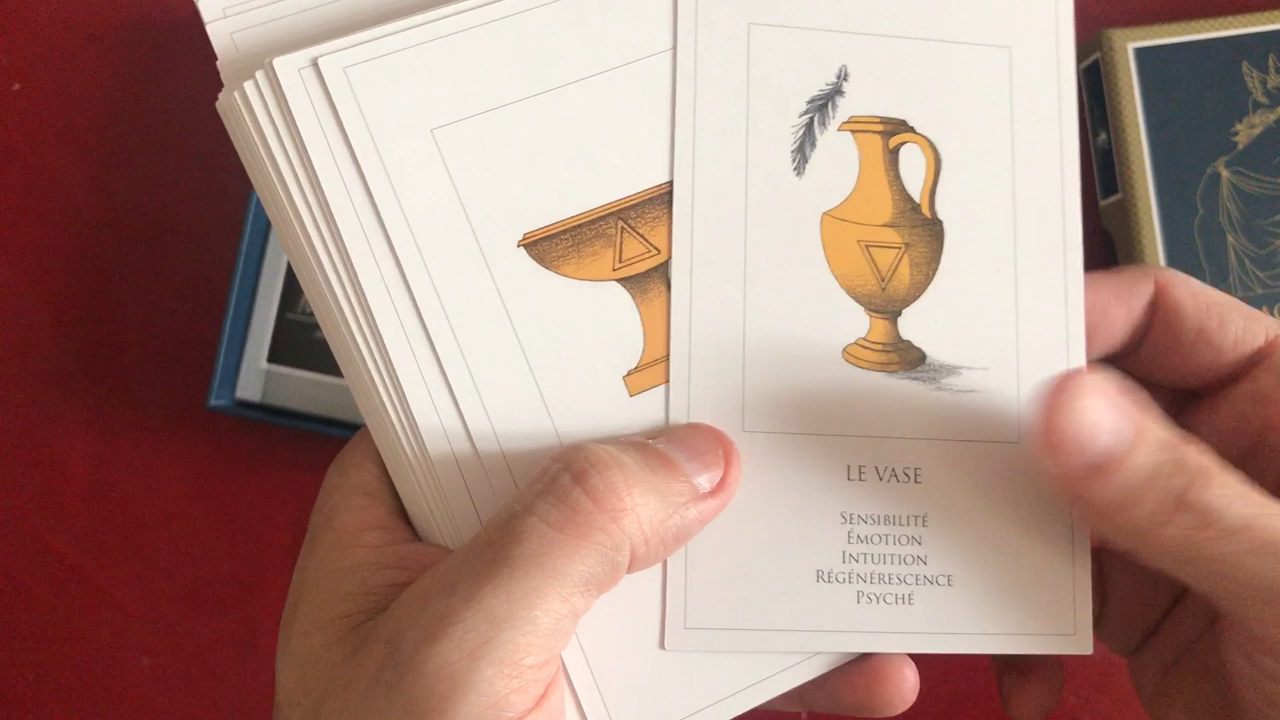 LE VASE
SENSIBILITÉ
ÉMOTION
INTUITION
RÉGÉNÉRESCENCE
PSYCHÉ